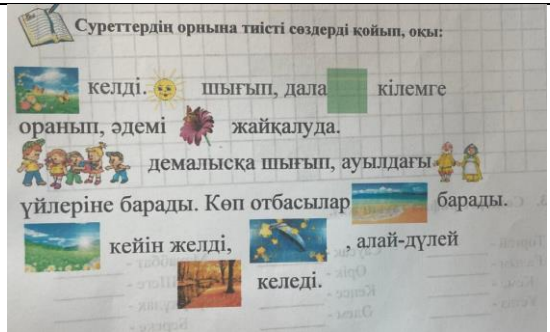 Суреттердің орнына тиісті сөздерді қойып, оқы:
келді. шығып, дала кілемге
оранып, әдемі жайқалуда.
демалысқа шығып, ауылдағы
үйлеріне барады. Көп отбасылар барады.
кейін желді, , алай-дүлей
келеді.